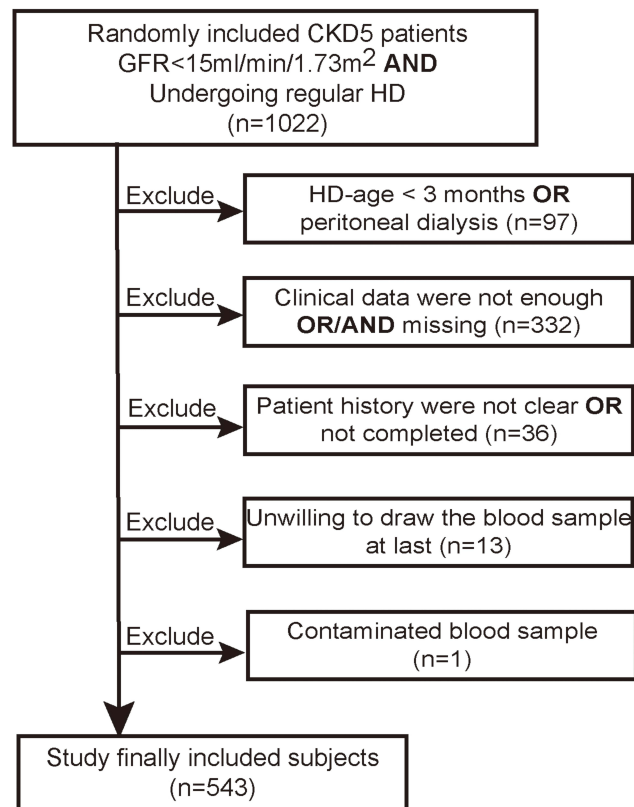 Randomly included CKD5 patients
GFR<15ml/min/1.73m² AND
Undergoing regular HD
(n=1022)
Exclude
HD-age < 3 months OR
peritoneal dialysis (n=97)
Exclude
Clinical data were not enough
OR/AND missing (n=332)
Exclude
Patient history were not clear OR
not completed (n=36)
Exclude
Unwilling to draw the blood sample
at last (n=13)
Exclude
Contaminated blood sample
(n=1)
Study finally included subjects
(n=543)